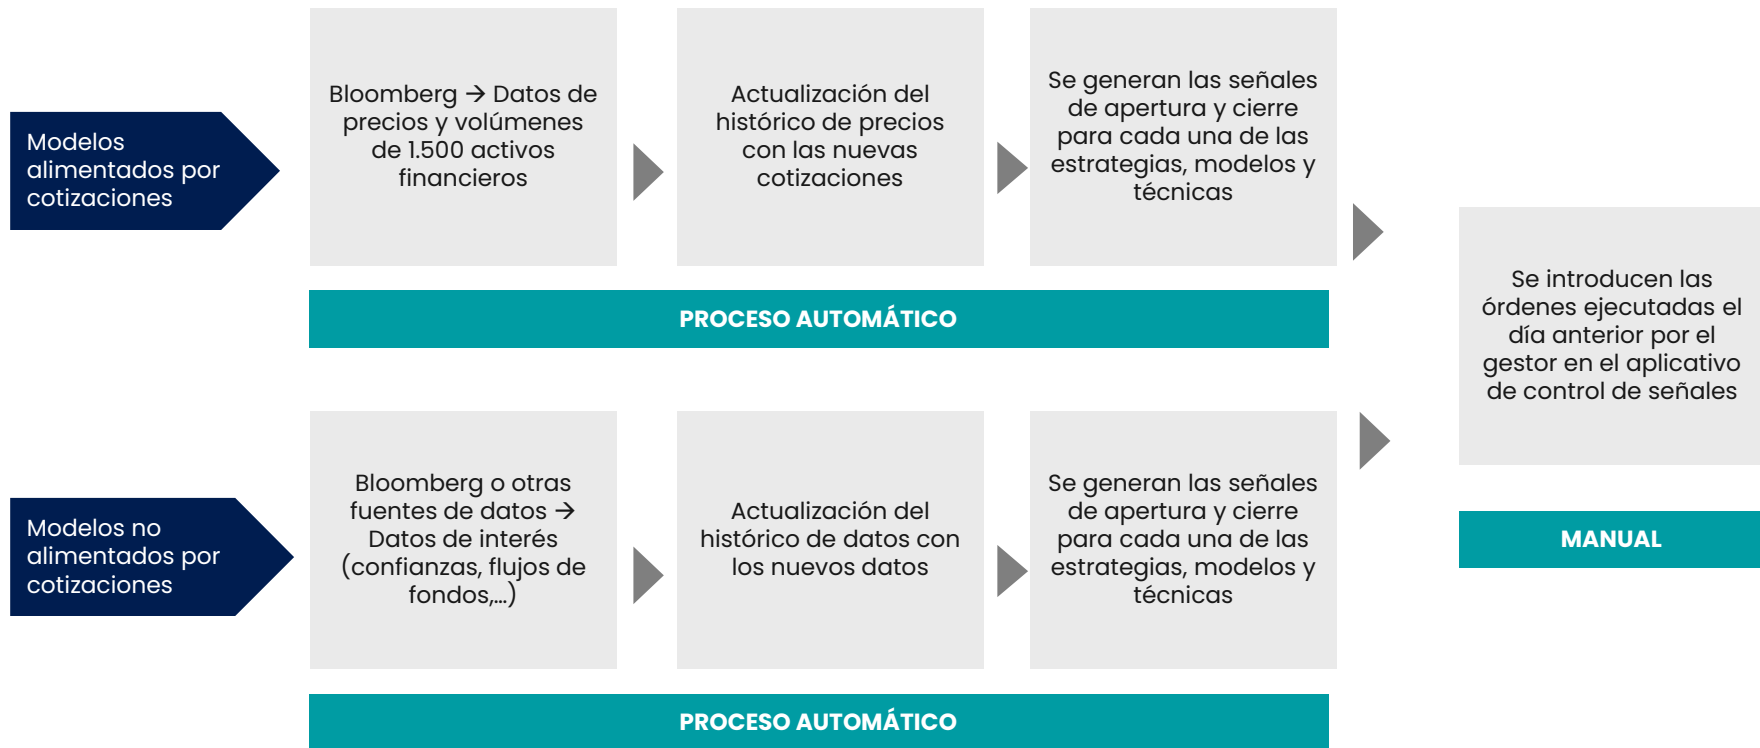 Modelos
alimentados por
cotizaciones
Bloomberg → Datos de
precios y volúmenes
de 1.500 activos
financieros
Actualización del
histórico de precios
con las nuevas
cotizaciones
Se generan las señales
de apertura y cierre
para cada una de las
estrategias, modelos y
técnicas
PROCESO AUTOMÁTICO
Modelos no
alimentados por
cotizaciones
Bloomberg o otras
fuentes de datos →
Datos de interés
(confianzas, flujos de
fondos,...)
Actualización del
histórico de datos con
los nuevos datos
Se generan las señales
de apertura y cierre
para cada una de las
estrategias, modelos y
técnicas
PROCESO AUTOMÁTICO
Se introducen las
órdenes ejecutadas el
día anterior por el
gestor en el aplicativo
de control de señales
MANUAL